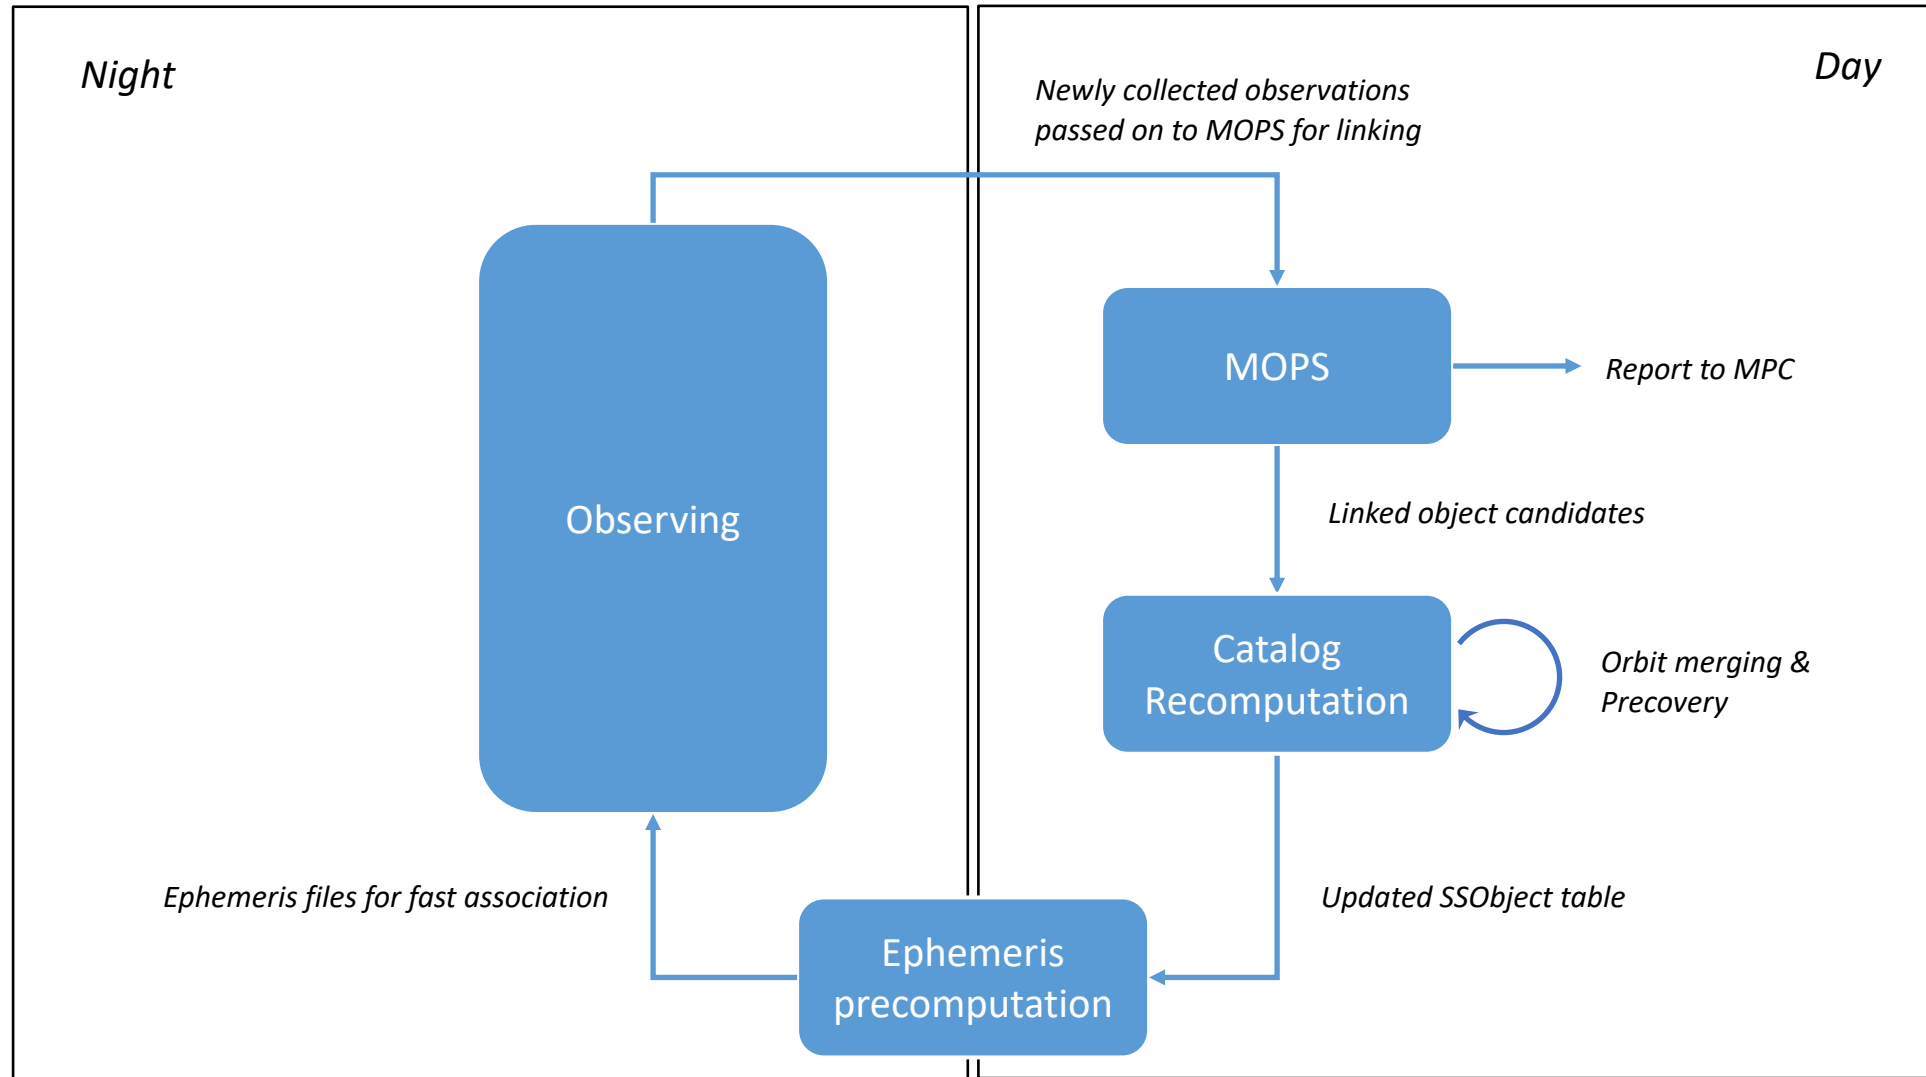 Night
Day
Newly collected observations
passed on to MOPS for linking
MOPS
Report to MPC
Observing
Linked object candidates
Catalog
Recomputation
Orbit merging &
Precovery
Ephemeris files for fast association
Updated SSObject table
Ephemeris
precomputation